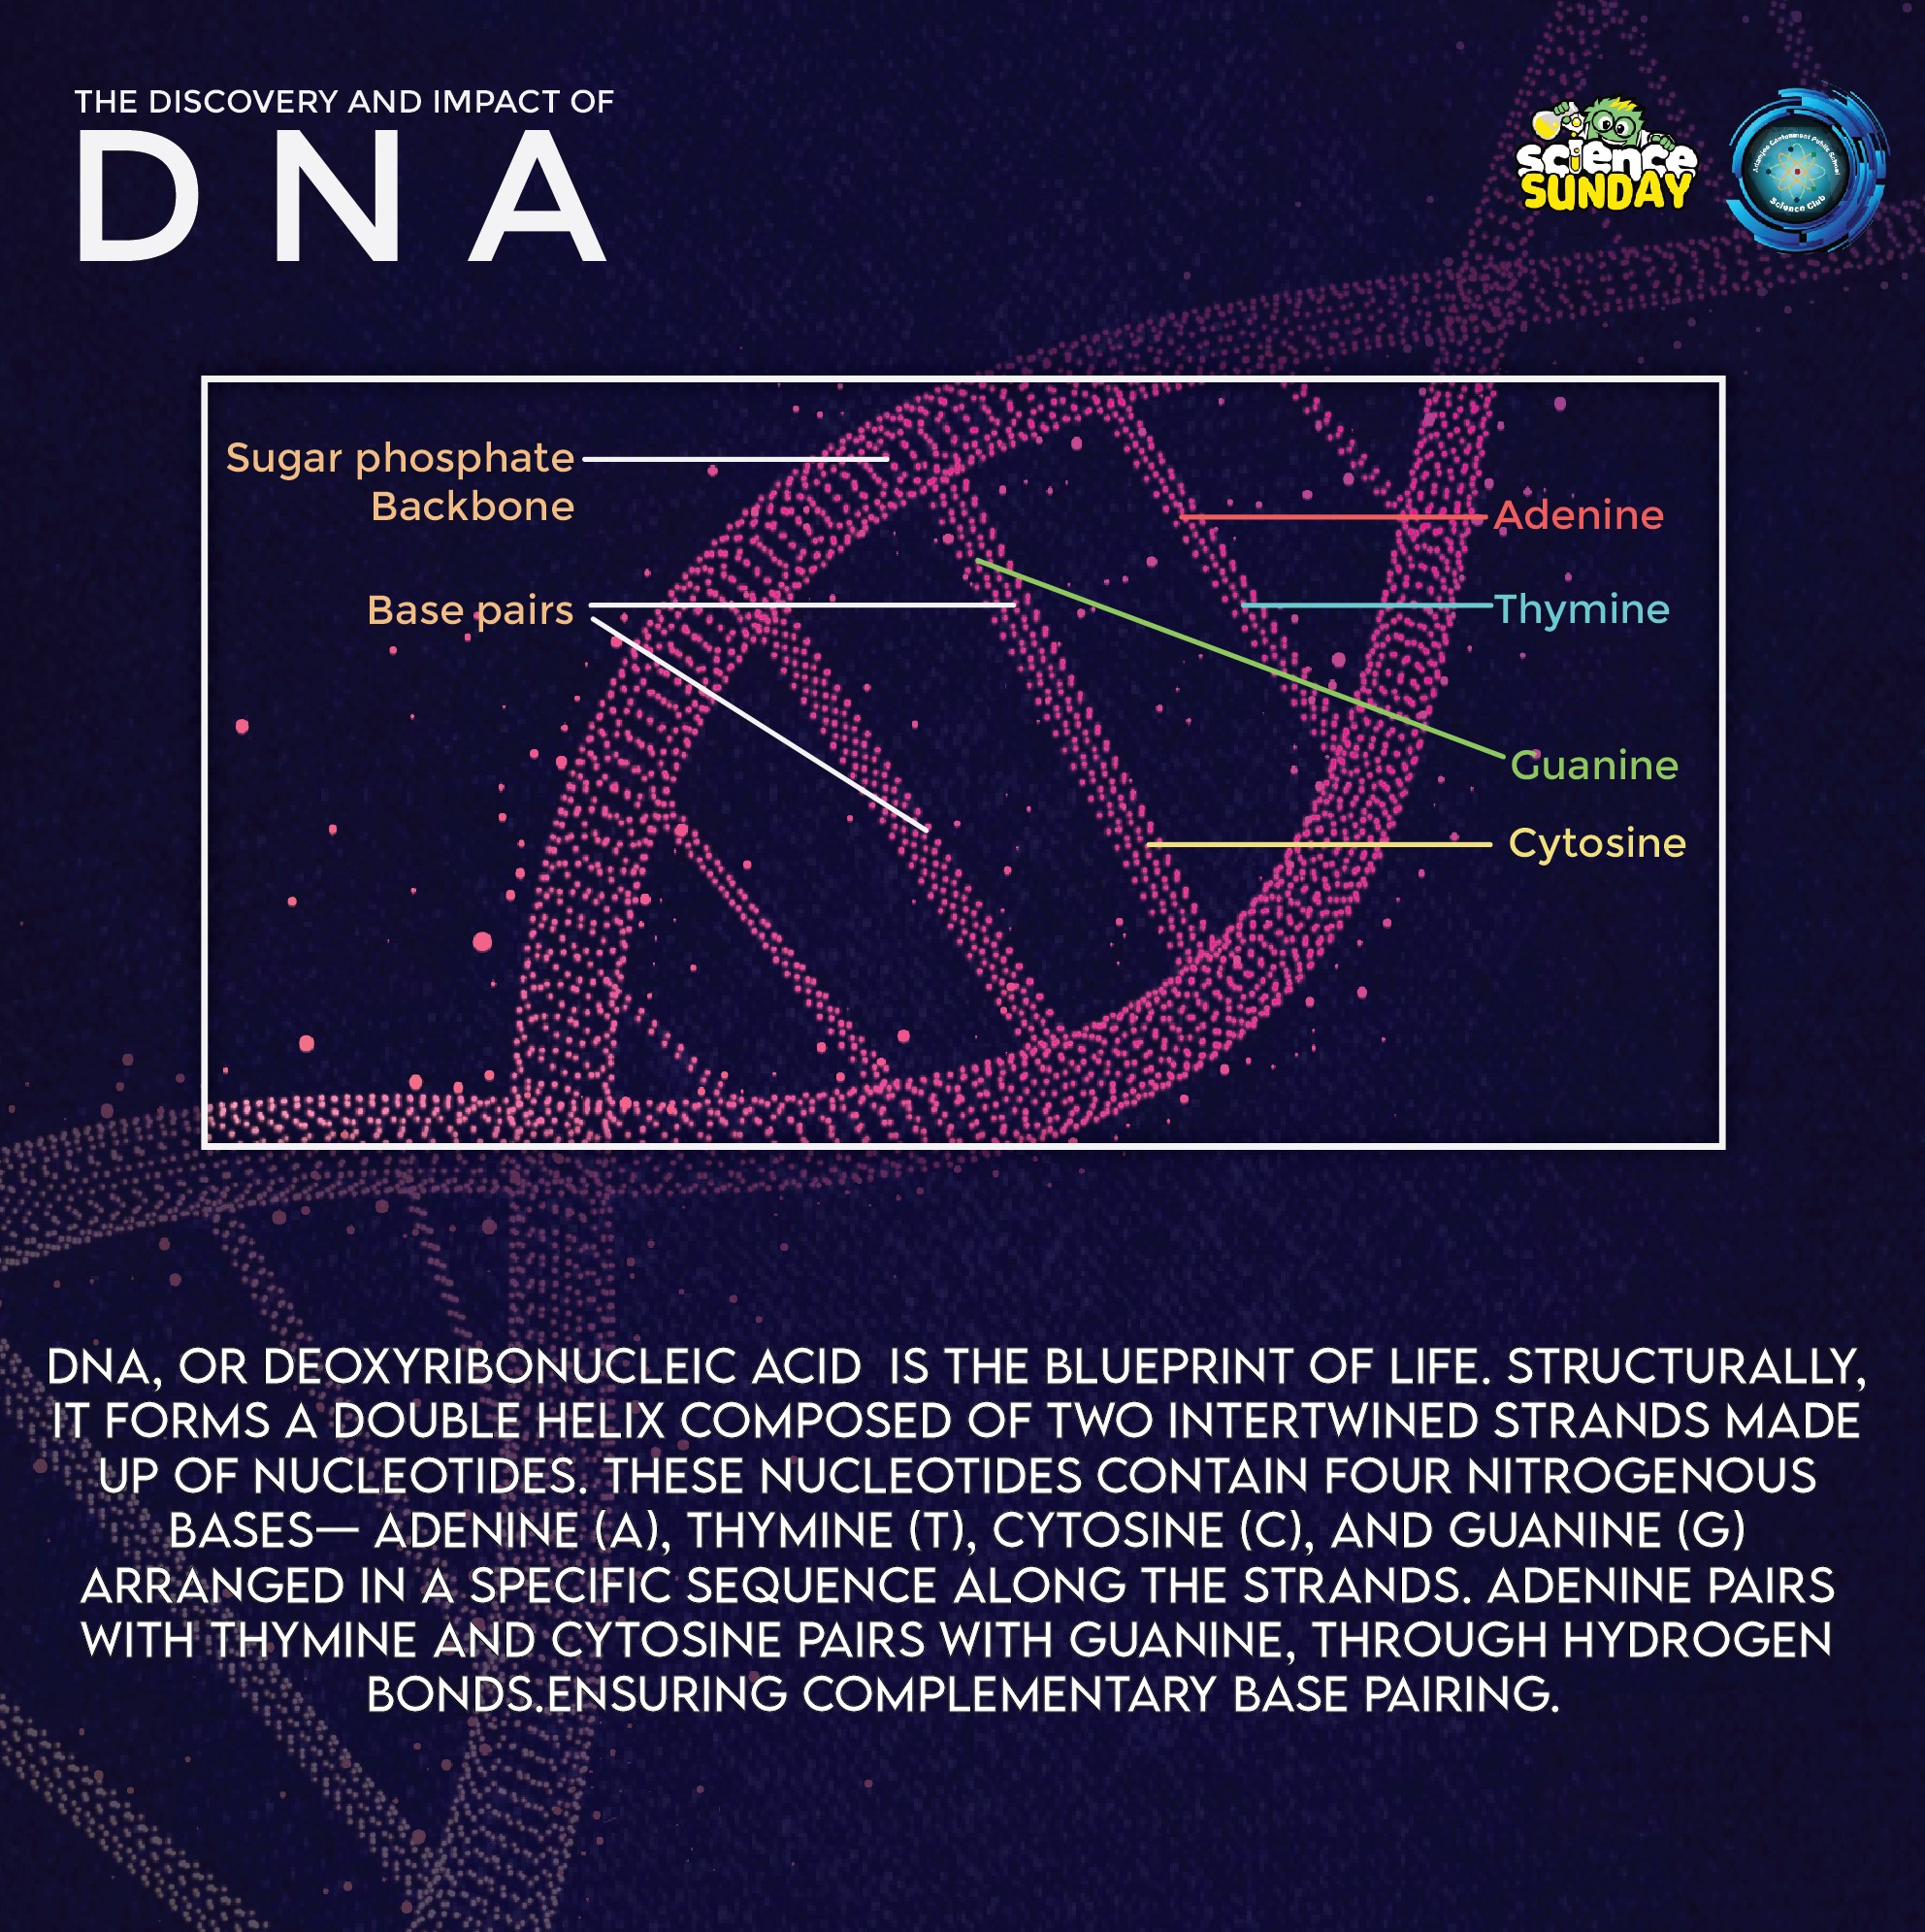 THE DISCOVERY AND IMPACT OF
DNA
science
SUNDAY
Adamjee Cantonment Public School
Science Club
Sugar phosphate
Backbone
Base pairs
Adenine
Thymine
Guanine
Cytosine
DNA, OR DEOXYRIBONUCLEIC ACID  IS THE BLUEPRINT OF LIFE. STRUCTURALLY,
IT FORMS A DOUBLE HELIX COMPOSED OF TWO INTERTWINED STRANDS MADE
UP OF NUCLEOTIDES. THESE NUCLEOTIDES CONTAIN FOUR NITROGENOUS
BASES— ADENINE (A), THYMINE (T), CYTOSINE (C), AND GUANINE (G)
ARRANGED IN A SPECIFIC SEQUENCE ALONG THE STRANDS. ADENINE PAIRS
WITH THYMINE AND CYTOSINE PAIRS WITH GUANINE, THROUGH HYDROGEN
BONDS.ENSURING COMPLEMENTARY BASE PAIRING.